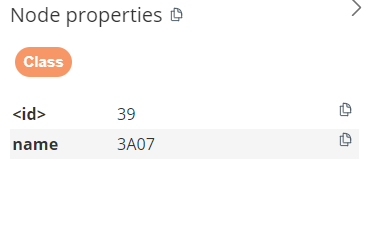 Node properties
Class
<id> 39
name 3A07